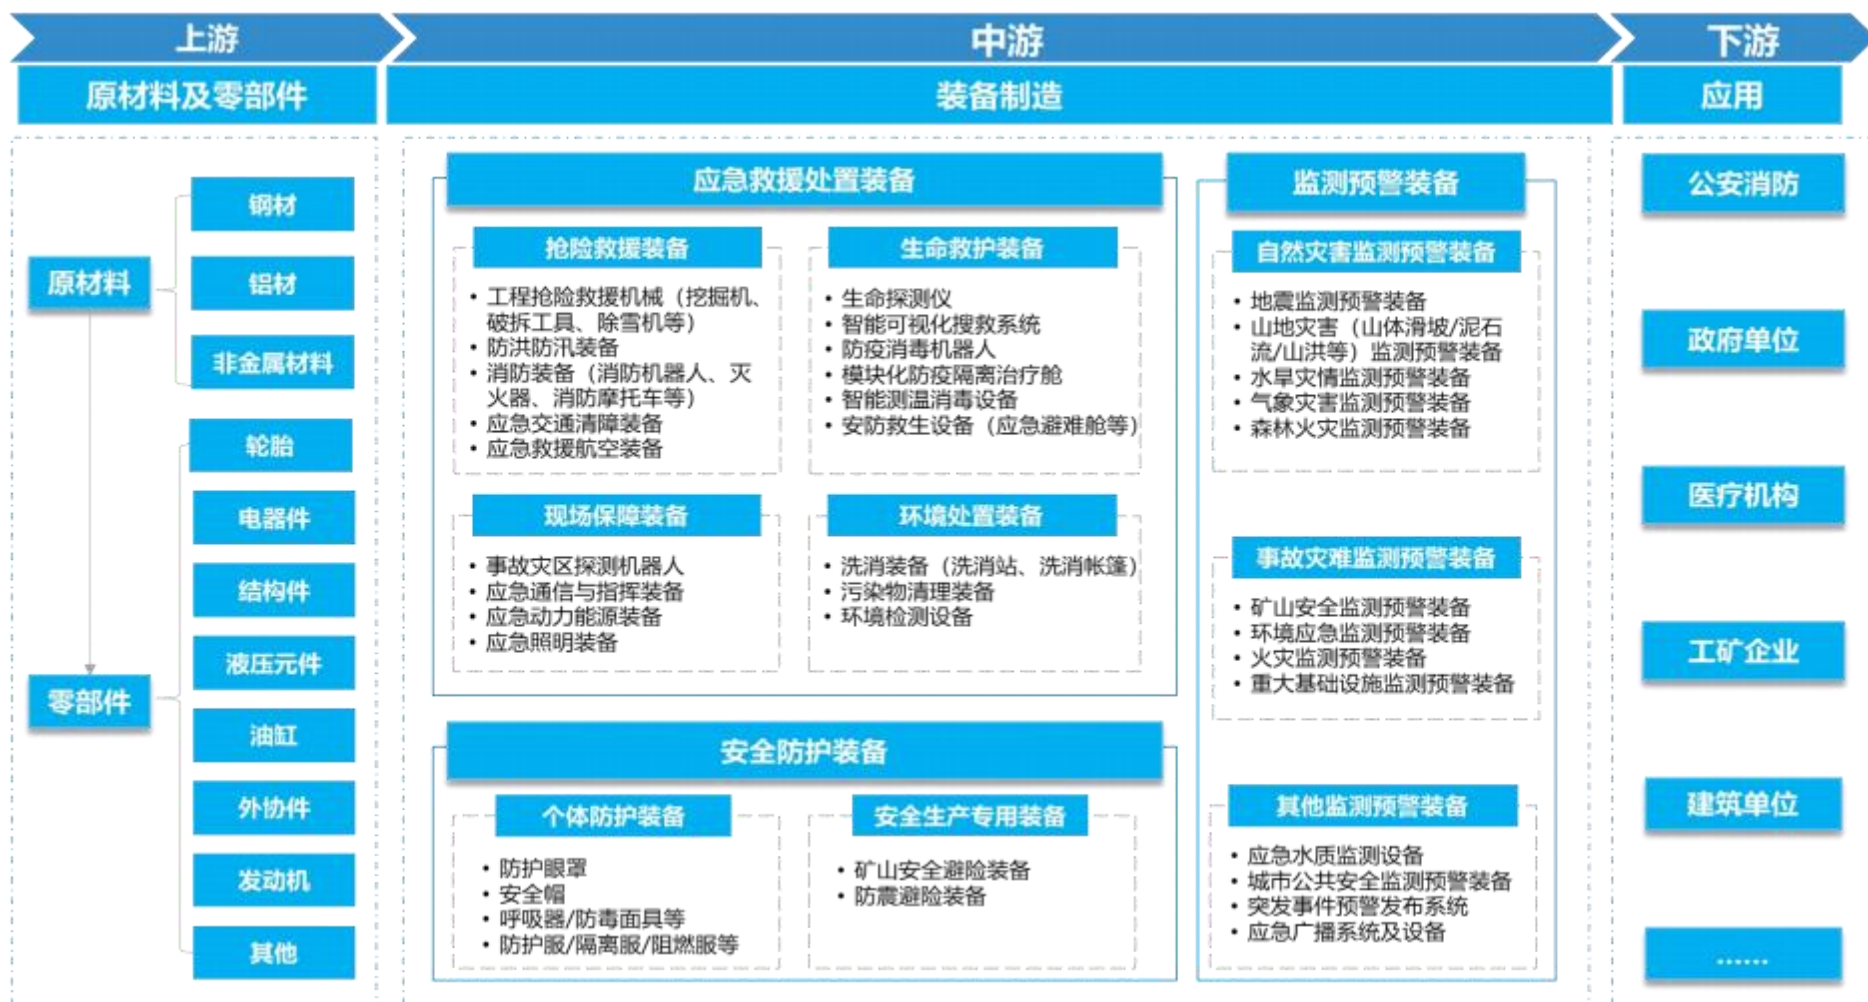 上游
中游
下游
原材料及零部件
装备制造
应用
原材料
钢材
铝材
非金属材料
零部件
轮胎
电器件
结构件
液压元件
油缸
外协件
发动机
其他
应急救援处置装备
抢险救援装备
• 工程抢险救援机械（挖掘机、
破拆工具、除雪机等）
• 防洪防汛装备
• 消防装备（消防机器人、灭
火器、消防摩托车等）
• 应急交通清障装备
• 应急救援航空装备
生命救护装备
• 生命探测仪
• 智能可视化搜救系统
• 防疫消毒机器人
• 模块化防疫隔离治疗舱
• 智能测温消毒设备
• 安防救生设备（应急避难舱等）
现场保障装备
• 事故灾区探测机器人
• 应急通信与指挥装备
• 应急动力能源装备
• 应急照明装备
环境处置装备
• 洗消装备（洗消站、洗消帐篷）
• 污染物清理装备
• 环境检测设备
安全防护装备
个体防护装备
• 防护眼罩
• 安全帽
• 呼吸器/防毒面具等
• 防护服/隔离服/阻燃服等
安全生产专用装备
• 矿山安全避险装备
• 防震避险装备
监测预警装备
自然灾害监测预警装备
• 地震监测预警装备
• 山地灾害（山体滑坡/泥石
流/山洪等）监测预警装备
• 水旱灾情监测预警装备
• 气象灾害监测预警装备
• 森林火灾监测预警装备
事故灾难监测预警装备
• 矿山安全监测预警装备
• 环境应急监测预警装备
• 火灾监测预警装备
• 重大基础设施监测预警装备
其他监测预警装备
• 应急水质监测设备
• 城市公共安全监测预警装备
• 突发事件预警发布系统
• 应急广播系统及设备
公安消防
政府单位
医疗机构
工矿企业
建筑单位
……